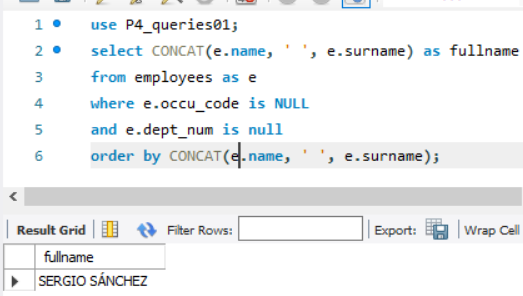 1 use P4_queries01;
2 select CONCAT(e.name, ' ', e.surname) as fullname
3 from employees as e
4 where e.occu_code is NULL
5 and e.dept_num is null
6 order by CONCAT(e.name, ' ', e.surname);
Result Grid Filter Rows: Export: Wrap Cell
fullname
SERGIO SÁNCHEZ